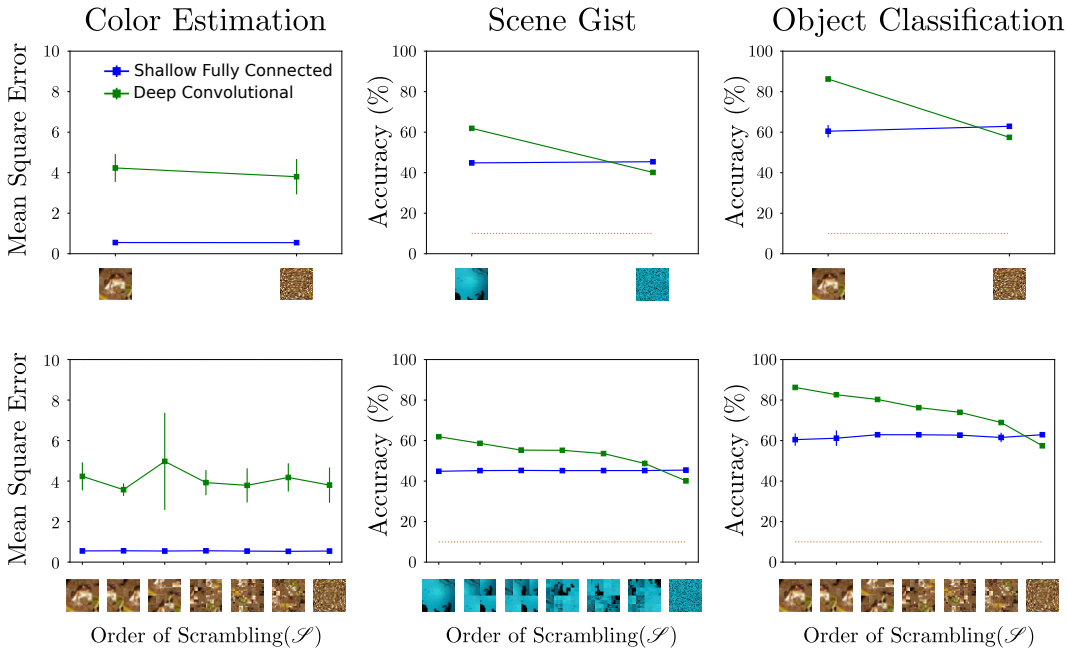 Color Estimation
Scene Gist
Object Classification
Mean Square Error
10
8
6
4
2
0
Shallow Fully Connected
Deep Convolutional
Accuracy (%)
100
80
60
40
20
0
Accuracy (%)
100
80
60
40
20
0
Mean Square Error
10
8
6
4
2
0
Order of Scrambling(𝒮)
Accuracy (%)
100
80
60
40
20
0
Order of Scrambling(𝒮)
Accuracy (%)
100
80
60
40
20
0
Order of Scrambling(𝒮)